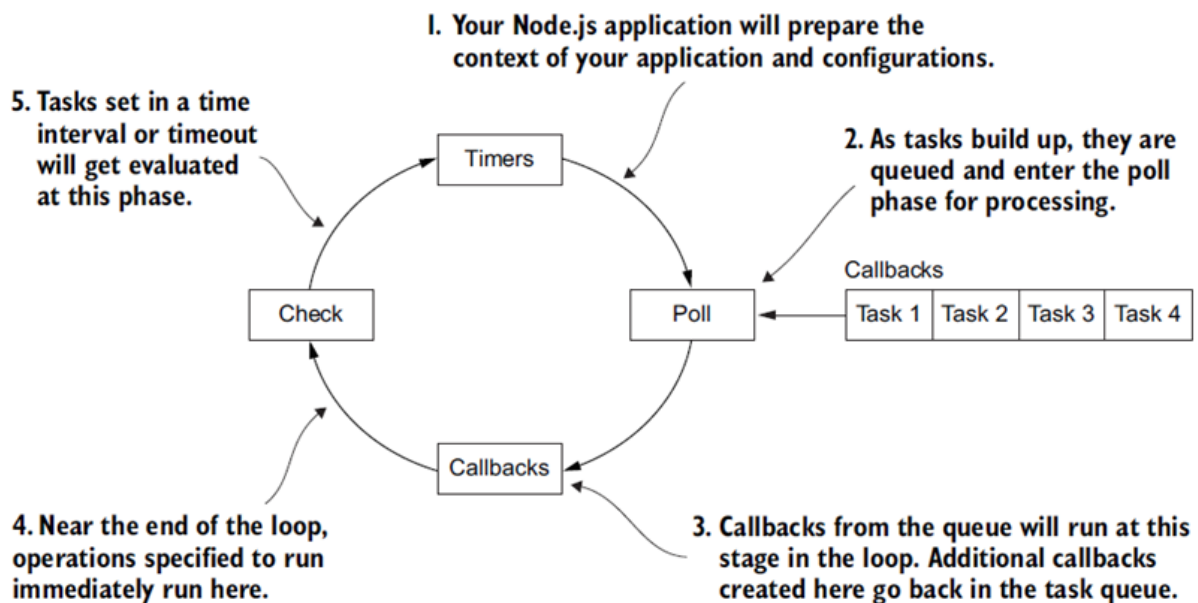 1. Your Node.js application will prepare the
context of your application and configurations.
5. Tasks set in a time
interval or timeout
will get evaluated
at this phase.
Timers
2. As tasks build up, they are
queued and enter the poll
phase for processing.
Callbacks
Check
Poll
Task 1 Task 2 Task 3 Task 4
Callbacks
4. Near the end of the loop,
operations specified to run
immediately run here.
3. Callbacks from the queue will run at this
stage in the loop. Additional callbacks
created here go back in the task queue.